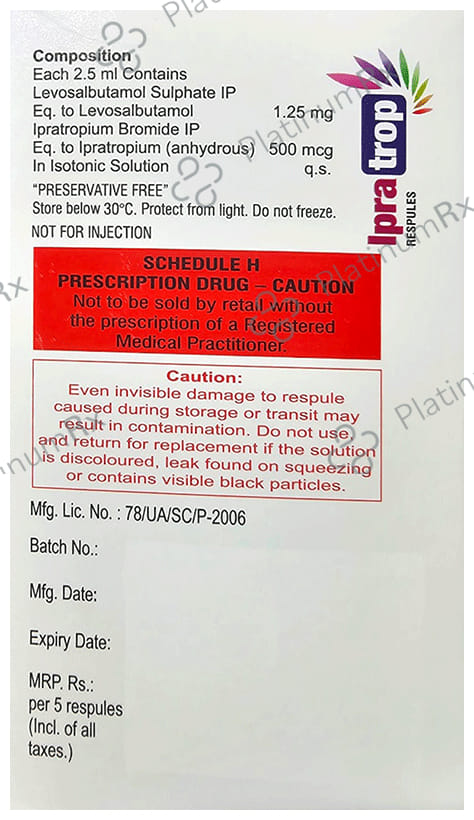 Composition
Each 2.5 ml Contains
Levosalbutamol Sulphate IP
Eq. to Levosalbutamol 1.25 mg
Ipratropium Bromide IP
Eq. to Ipratropium (anhydrous) 500 mcg
In Isotonic Solution q.s.
“PRESERVATIVE FREE”
Store below 30°C. Protect from light. Do not freeze.
NOT FOR INJECTION
Ipratrop
RESPULES
SCHEDULE H
PRESCRIPTION DRUG – CAUTION
Not to be sold by retail without
the prescription of a Registered
Medical Practitioner.
Caution:
Even invisible damage to respule
caused during storage or transit may
result in contamination. Do not use,
and return for replacement if the solution
is discoloured, leak found on squeezing
or contains visible black particles.
Mfg. Lic. No. : 78/UA/SC/P-2006
Batch No.:
Mfg. Date:
Expiry Date:
MRP. Rs.:
per 5 respules
(Incl. of all
taxes.)
PlatinumRx
PlatinumRx
PlatinumRx
Rx
Platin
tinumRx